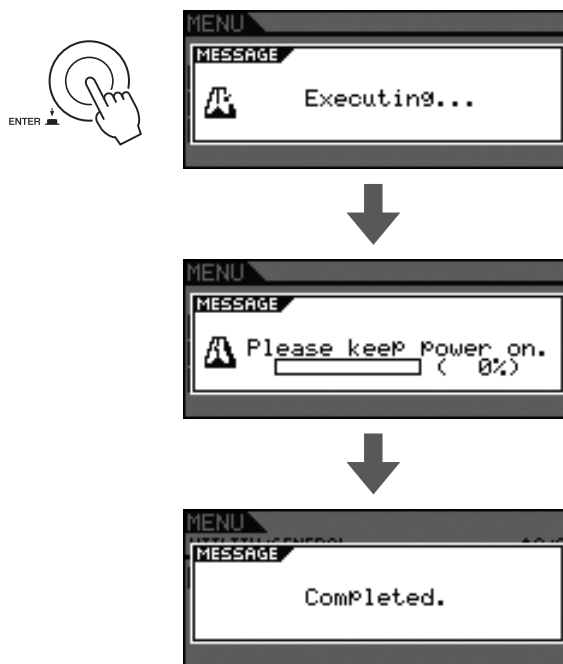 MENU
MESSAGE
Executing...
ENTER
MENU
MESSAGE
Please keep power on.
( 0%)
MENU
MESSAGE
Completed.